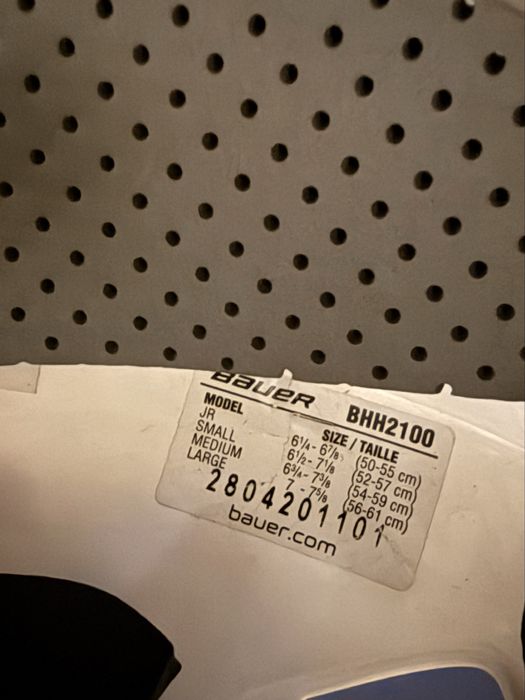 BAUER BHH2100
MODEL SIZE / TAILLE
JR 6¼- 6⅞ (50-55 cm)
SMALL 6½- 7⅛ (52-57 cm)
MEDIUM 6¾- 7⅜ (54-59 cm)
LARGE 7 - 7⅝ (56-61 cm)
2804201101
bauer.com